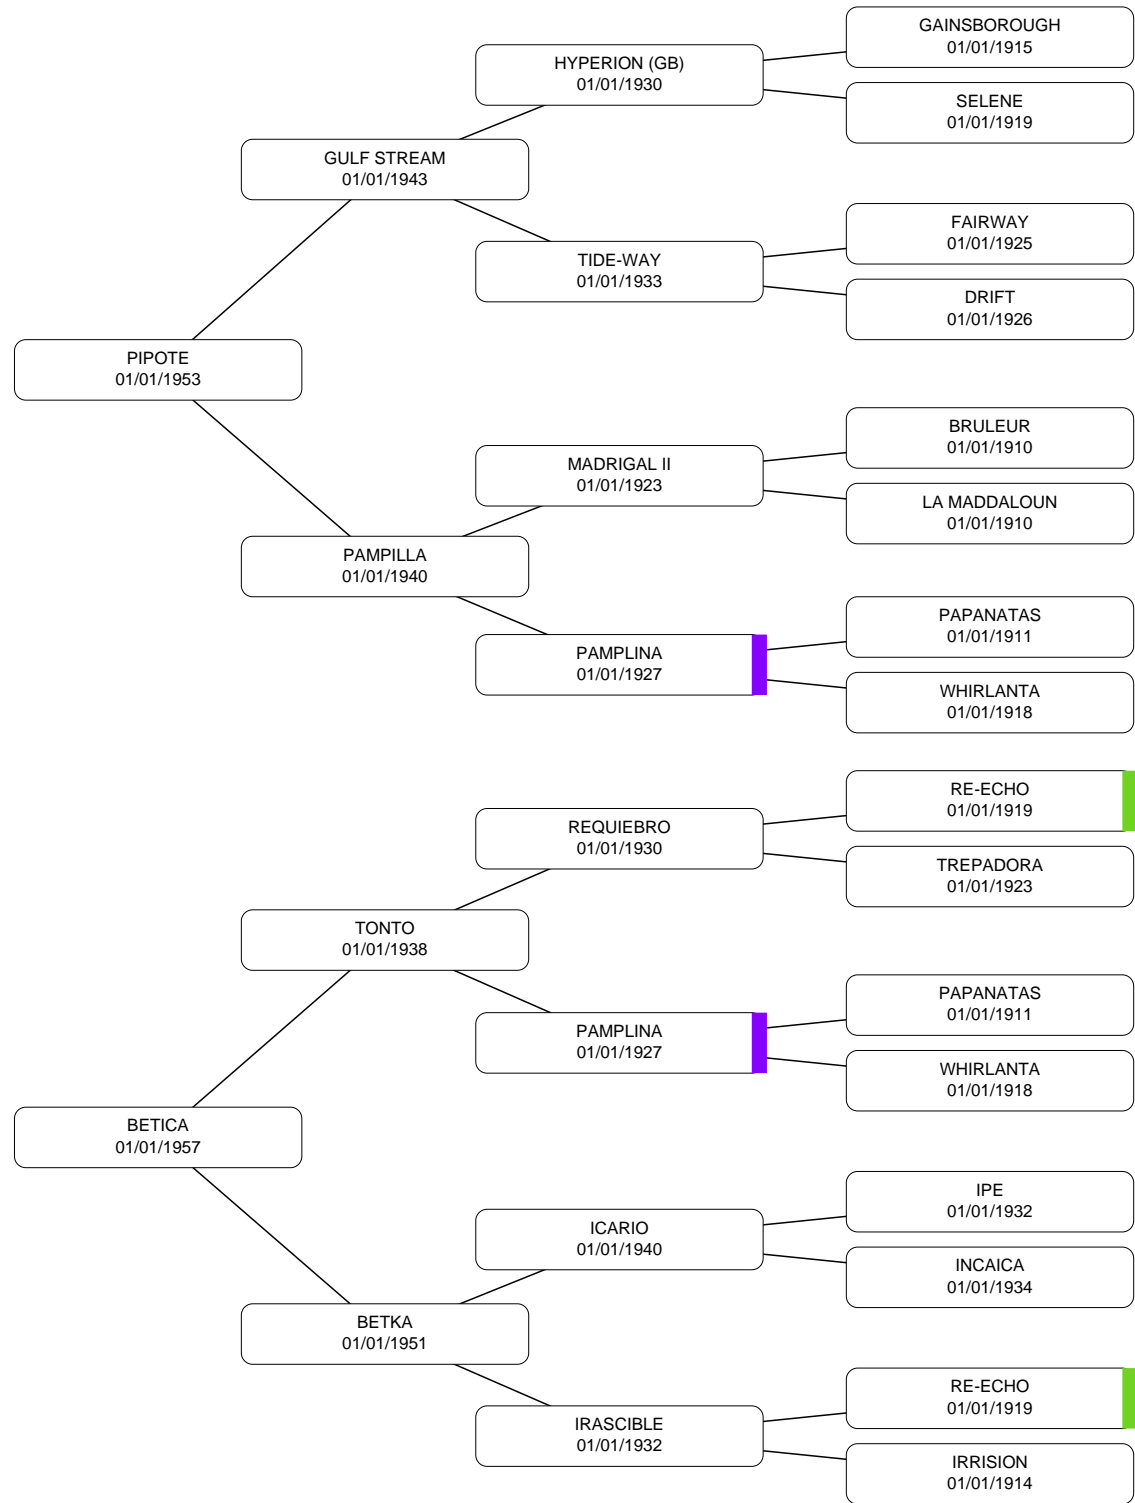 GAINSBOROUGH
01/01/1915
HYPERION (GB)
01/01/1930
SELENE
01/01/1919
GULF STREAM
01/01/1943
FAIRWAY
01/01/1925
TIDE-WAY
01/01/1933
DRIFT
01/01/1926
PIPOTE
01/01/1953
BRULEUR
01/01/1910
MADRIGAL II
01/01/1923
LA MADDALOUN
01/01/1910
PAMPILLA
01/01/1940
PAPANATAS
01/01/1911
PAMPLINA
01/01/1927
WHIRLANTA
01/01/1918
RE-ECHO
01/01/1919
REQUIEBRO
01/01/1930
TREPADORA
01/01/1923
TONTO
01/01/1938
PAPANATAS
01/01/1911
PAMPLINA
01/01/1927
WHIRLANTA
01/01/1918
BETICA
01/01/1957
IPE
01/01/1932
ICARIO
01/01/1940
INCAICA
01/01/1934
BETKA
01/01/1951
RE-ECHO
01/01/1919
IRASCIBLE
01/01/1932
IRRISION
01/01/1914